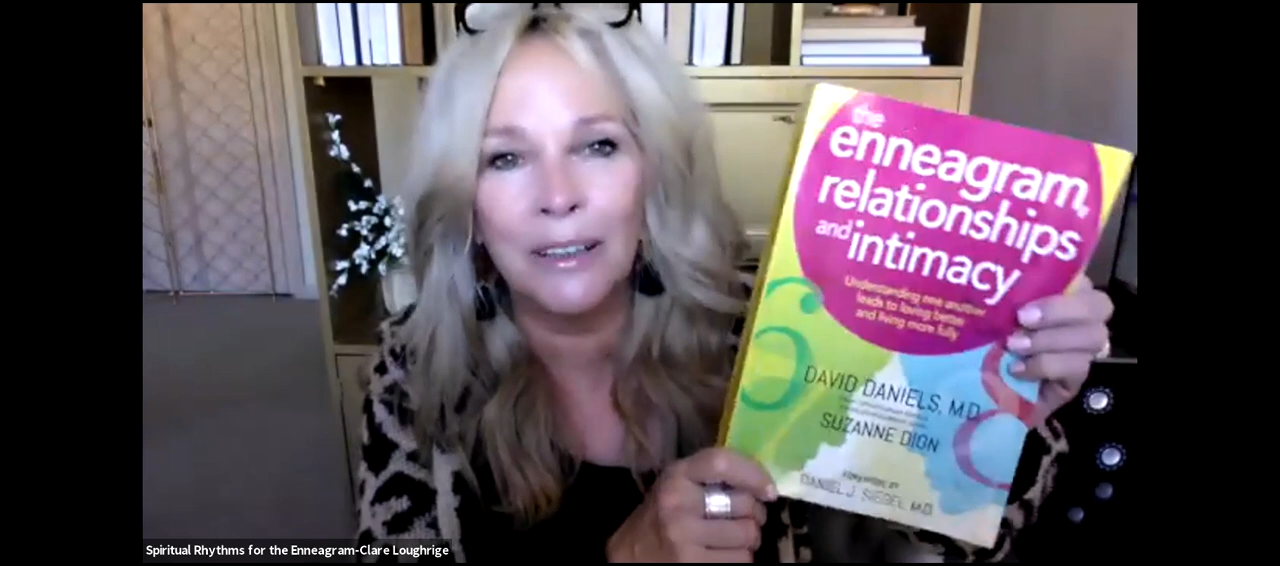 the
enneagram,
relationships
and intimacy
Understanding one another
leads to loving better
and living more fully
DAVID DANIELS, M.D.
SUZANNE DION
FOREWORD BY
DANIEL J. SIEGEL, M.D.
Spiritual Rhythms for the Enneagram-Clare Loughrige